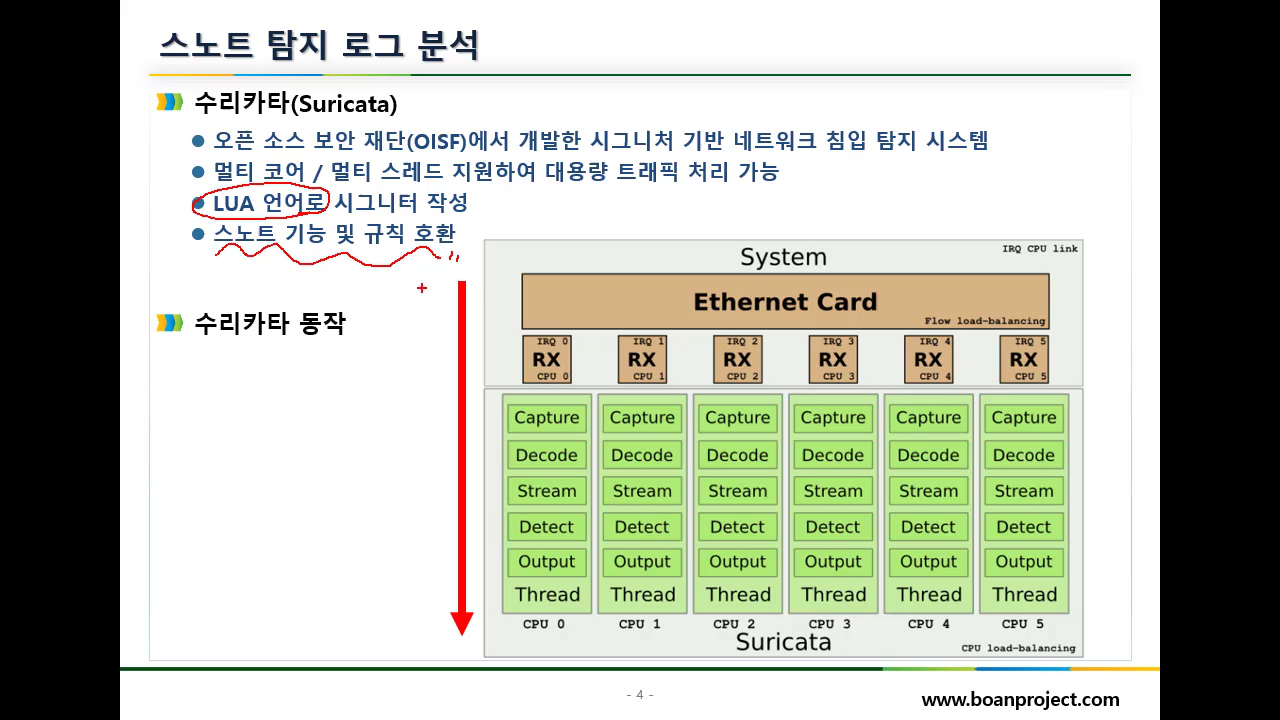 스노트 탐지 로그 분석
수리카타(Suricata)
오픈 소스 보안 재단(OISF)에서 개발한 시그니처 기반 네트워크 침입 탐지 시스템
멀티 코어 / 멀티 스레드 지원하여 대용량 트래픽 처리 가능
LUA 언어로 시그니터 작성
스노트 기능 및 규칙 호환
수리카타 동작
System
IRQ CPU link
Ethernet Card
Flow load-balancing
IRQ 0 IRQ 1 IRQ 2 IRQ 3 IRQ 4 IRQ 5
RX RX RX RX RX RX
CPU 0 CPU 1 CPU 2 CPU 3 CPU 4 CPU 5
Capture Capture Capture Capture Capture Capture
Decode Decode Decode Decode Decode Decode
Stream Stream Stream Stream Stream Stream
Detect Detect Detect Detect Detect Detect
Output Output Output Output Output Output
Thread Thread Thread Thread Thread Thread
CPU 0 CPU 1 CPU 2 CPU 3 CPU 4 CPU 5
Suricata
CPU load-balancing
- 4 -
www.boanproject.com